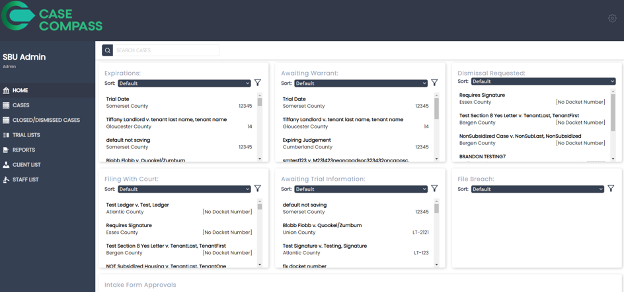 CASE
COMPASS
SBU Admin
Admin
HOME
CASES
CLOSED/DISMISSED CASES
TRIAL LISTS
REPORTS
CLIENT LIST
STAFF LIST
SEARCH CASES
Expirations:
Sort: Default
Trial Date
Somerset County 12345
Tiffany Landlord v. tenant last name, tenant name
Gloucester County 14
default not saving
Somerset County 12345
Blobb Flobb v. Quookel/Zumbum
Awaiting Warrant:
Sort: Default
Trial Date
Somerset County 12345
Tiffany Landlord v. tenant last name, tenant name
Gloucester County 14
Expiring Judgement
Cumberland County 12345
Dismissal Requested:
Sort: Default
Requires Signature
Essex County [No Docket Number]
Test Section 8 Yes Letter v. TenantLast, TenantFirst
Bergen County [No Docket Number]
NonSubsidized Case v. NonSubLast, NonSubsidized
Bergen County [No Docket Number]
BRANDON TESTING7
Filing With Court:
Sort: Default
Test Ledger v. Test, Ledger
Atlantic County [No Docket Number]
Requires Signature
Essex County [No Docket Number]
Test Section 8 Yes Letter v. TenantLast, TenantFirst
Bergen County [No Docket Number]
NOT Subsidized Housing v. TenantLast, TenantOne
Awaiting Trial Information:
Sort: Default
default not saving
Somerset County 12345
Blobb Flobb v. Quookel/Zumbum
Union County LT-2121
Test Signature v. Testing, Signature
Atlantic County LT-123
fix docket number
File Breach:
Sort: Default
Intake Form Approvals